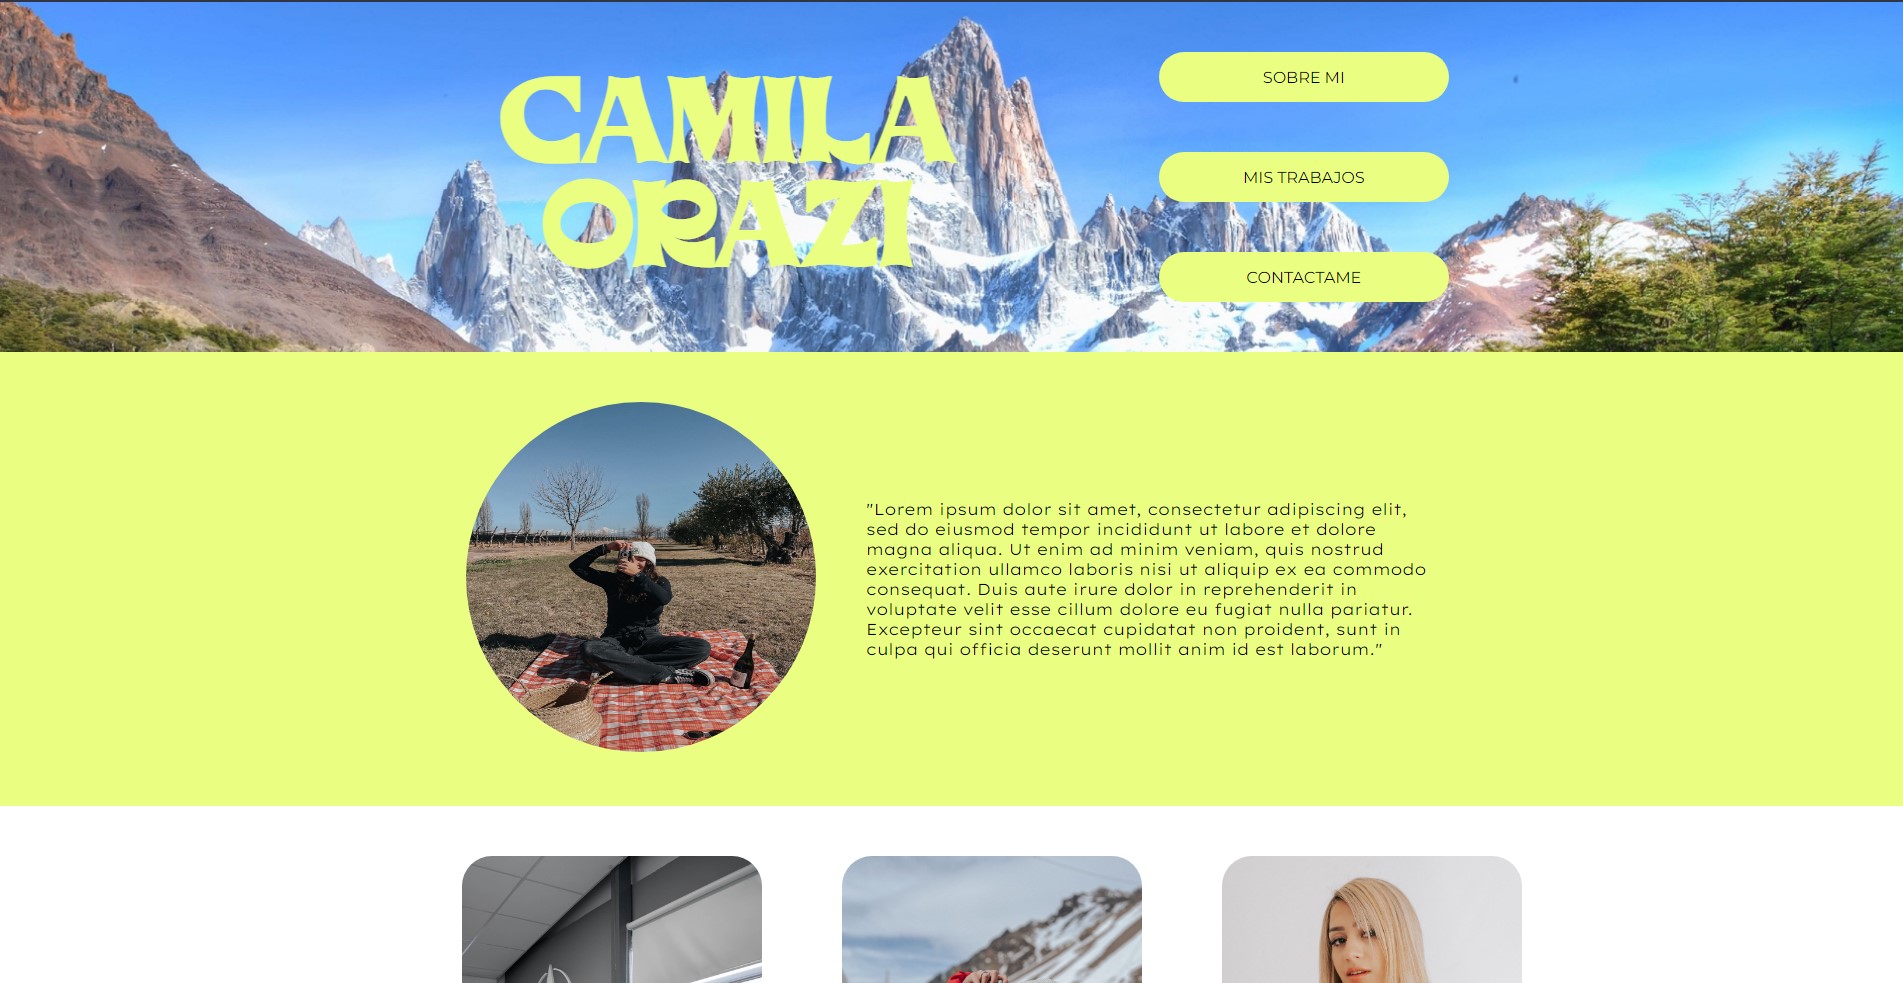 CAMILA
ORAZI
SOBRE MI
MIS TRABAJOS
CONTACTAME
"Lorem ipsum dolor sit amet, consectetur adipiscing elit,
sed do eiusmod tempor incididunt ut labore et dolore
magna aliqua. Ut enim ad minim veniam, quis nostrud
exercitation ullamco laboris nisi ut aliquip ex ea commodo
consequat. Duis aute irure dolor in reprehenderit in
voluptate velit esse cillum dolore eu fugiat nulla pariatur.
Excepteur sint occaecat cupidatat non proident, sunt in
culpa qui officia deserunt mollit anim id est laborum."